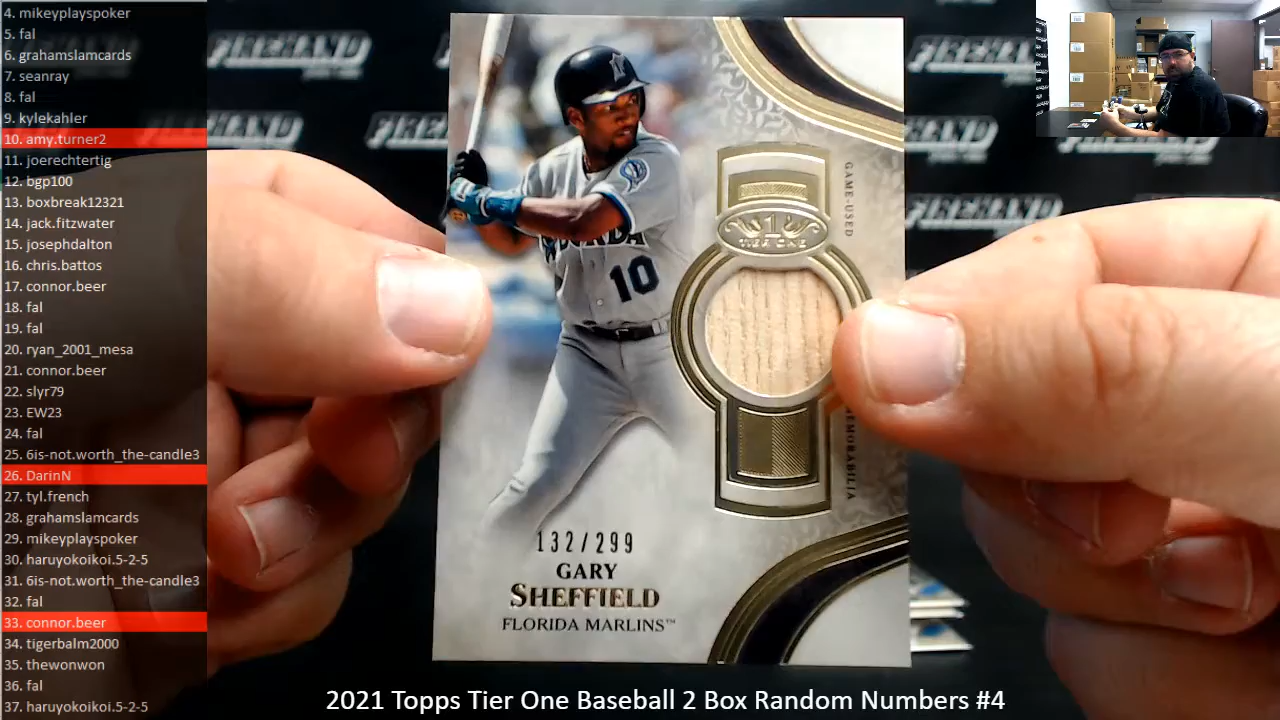 4. mikeyplayspoker
5. fal
6. grahamslamcards
7. seanray
8. fal
9. kylekahler
10. amy.turner2
11. joerechtertig
12. bgp100
13. boxbreak12321
14. jack.fitzwater
15. josephdalton
16. chris.battos
17. connor.beer
18. fal
19. fal
20. ryan_2001_mesa
21. connor.beer
22. slyr79
23. EW23
24. fal
25. 6is-not.worth_the-candle3
26. DarinN
27. tyl.french
28. grahamslamcards
29. mikeyplayspoker
30. haruyokoikoi.5-2-5
31. 6is-not.worth_the-candle3
32. fal
33. connor.beer
34. tigerbalm2000
35. thewonwon
36. fal
37. haruyokoikoi.5-2-5
FIREHAND
FIREHAND
FIREHAND
GAME-USED
1
TIER ONE
MEMORABILIA
10
132/299
GARY
SHEFFIELD
FLORIDA MARLINS™
2021 Topps Tier One Baseball 2 Box Random Numbers #4